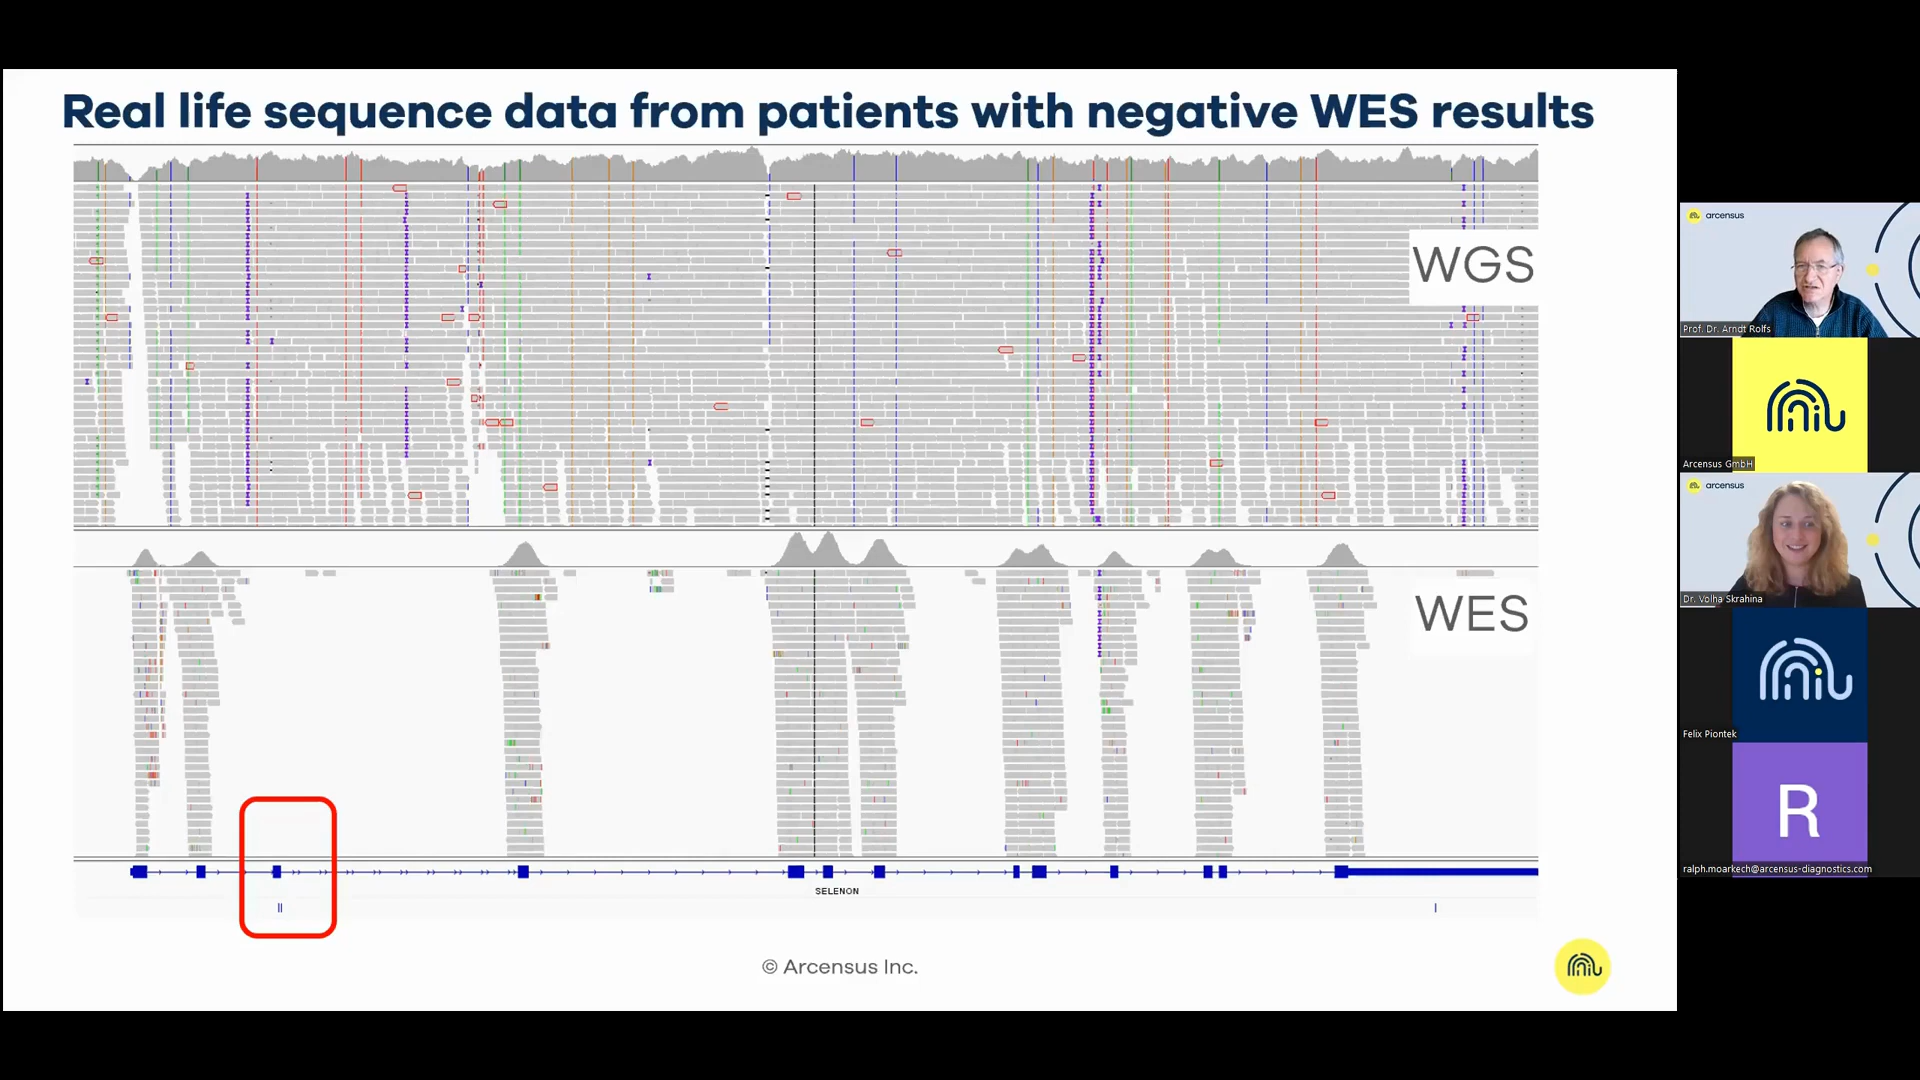 Real life sequence data from patients with negative WES results
WGS
WES
SELENON
© Arcensus Inc.
arcensus
Prof. Dr. Arndt Rolfs
Arcensus GmbH
arcensus
Dr. Volha Skrahina
Felix Piontek
R
ralph.moarkech@arcensus-diagnostics.com